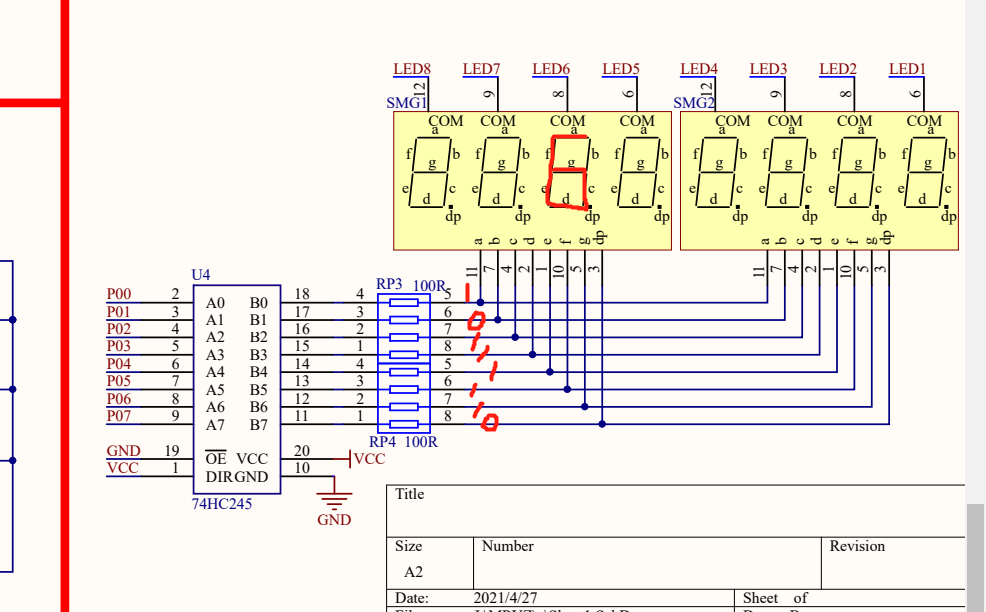 LED8 LED7 LED6 LED5 LED4 LED3 LED2 LED1
12 9 8 6 12 9 8 6
SMG1 SMG2
COM COM COM COM COM COM COM COM
a a a a a a a a
f b f b f b f b f b f b f b f b
g g g g g g g g
e c e c e c e c e c e c e c e c
d d d d d d d d
dp dp dp dp dp dp dp dp
a b c d e f g dp a b c d e f g dp
11 7 4 2 1 10 5 3 11 7 4 2 1 10 5 3
U4
RP3 100R
P00 2 A0 B0 18 4 5 1
P01 3 A1 B1 17 3 6 0
P02 4 A2 B2 16 2 7 1
P03 5 A3 B3 15 1 8 1
P04 6 A4 B4 14 4 5 1
P05 7 A5 B5 13 3 6 1
P06 8 A6 B6 12 2 7 1
P07 9 A7 B7 11 1 8 0
RP4 100R
GND 19 OE VCC 20 VCC
VCC 1 DIR GND 10
74HC245
GND
Title
Size Number Revision
A2
Date: 2021/4/27 Sheet of